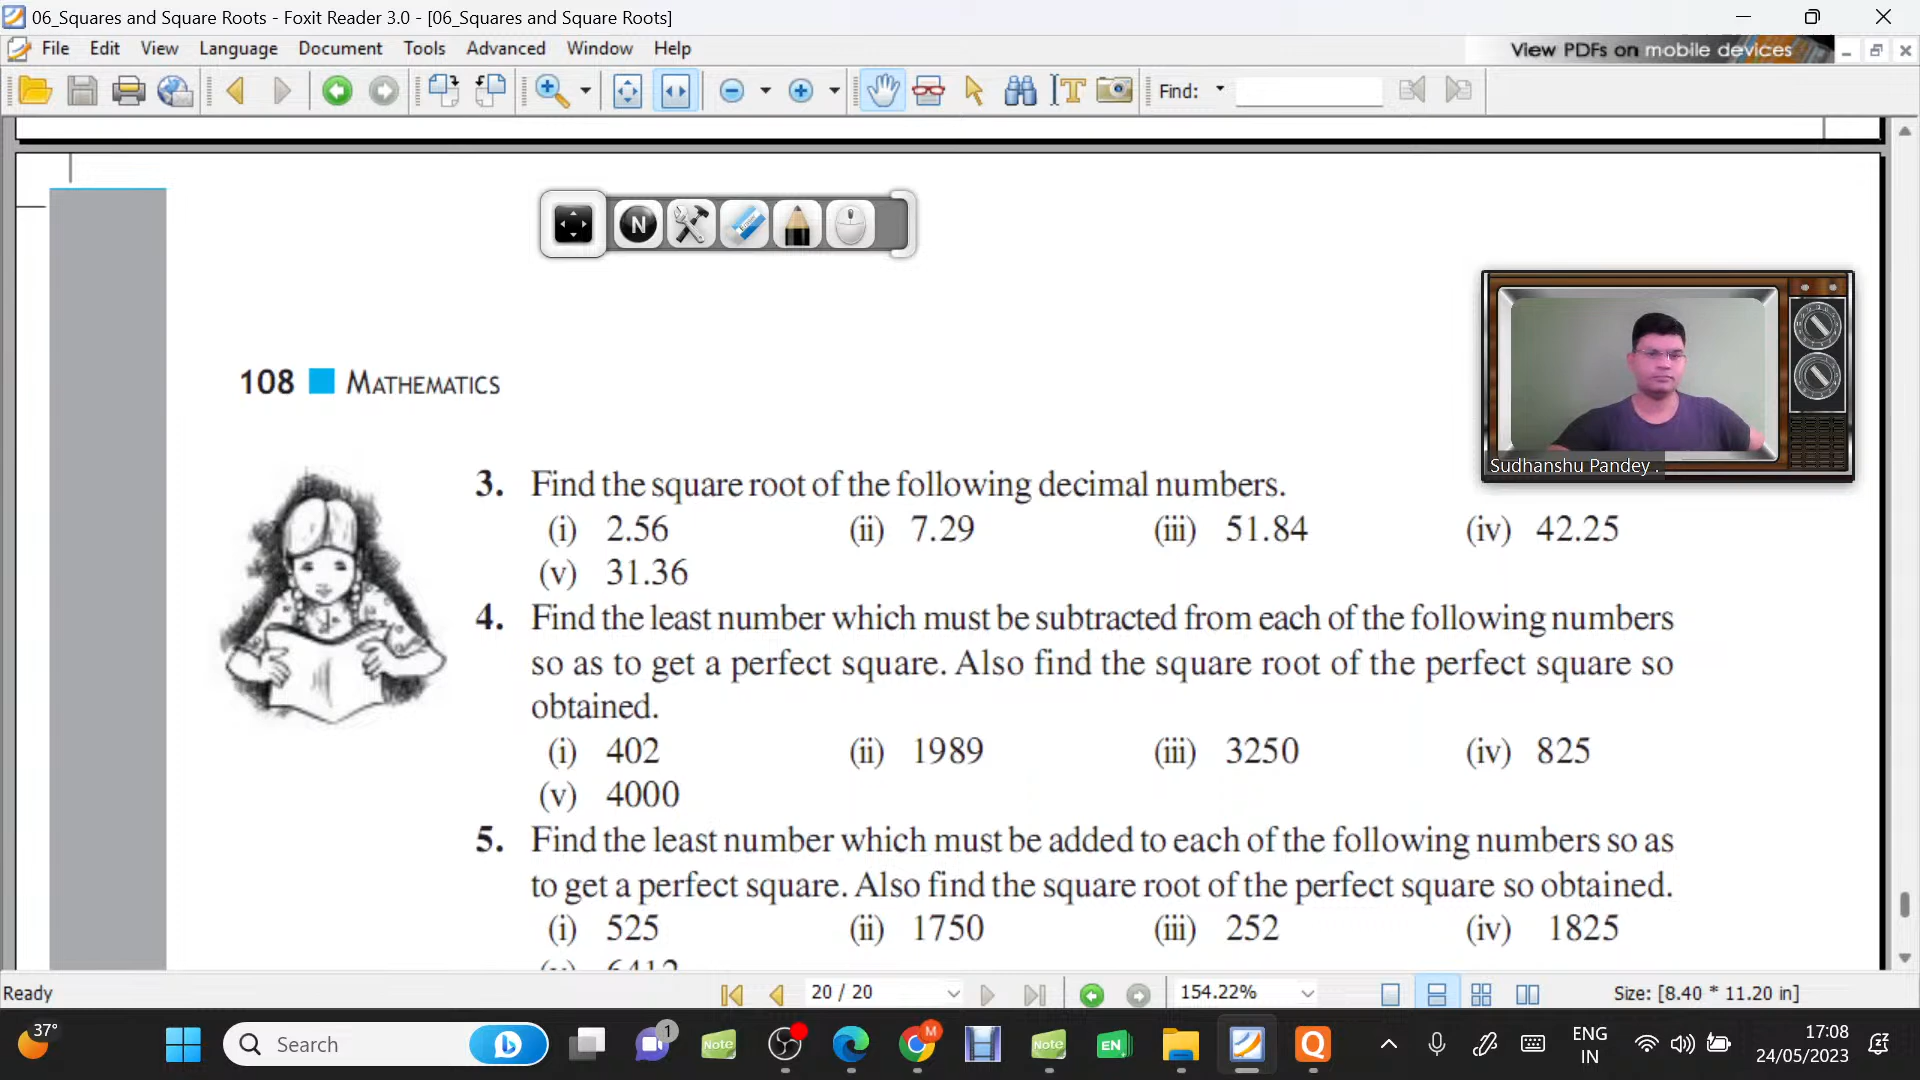 06_Squares and Square Roots - Foxit Reader 3.0 - [06_Squares and Square Roots]
File Edit View Language Document Tools Comments Advanced Window Help
View PDFs on mobile devices
Find:
N
108 MATHEMATICS
Sudhanshu Pandey .
3. Find the square root of the following decimal numbers.
(i) 2.56 (ii) 7.29 (iii) 51.84 (iv) 42.25
(v) 31.36
4. Find the least number which must be subtracted from each of the following numbers
so as to get a perfect square. Also find the square root of the perfect square so
obtained.
(i) 402 (ii) 1989 (iii) 3250 (iv) 825
(v) 4000
5. Find the least number which must be added to each of the following numbers so as
to get a perfect square. Also find the square root of the perfect square so obtained.
(i) 525 (ii) 1750 (iii) 252 (iv) 1825
(v) 6412
Ready 20 / 20 154.22% Size: [8.40 * 11.20 in]
37° Search 1 Note M Note EN Q ENG 17:08
IN 24/05/2023